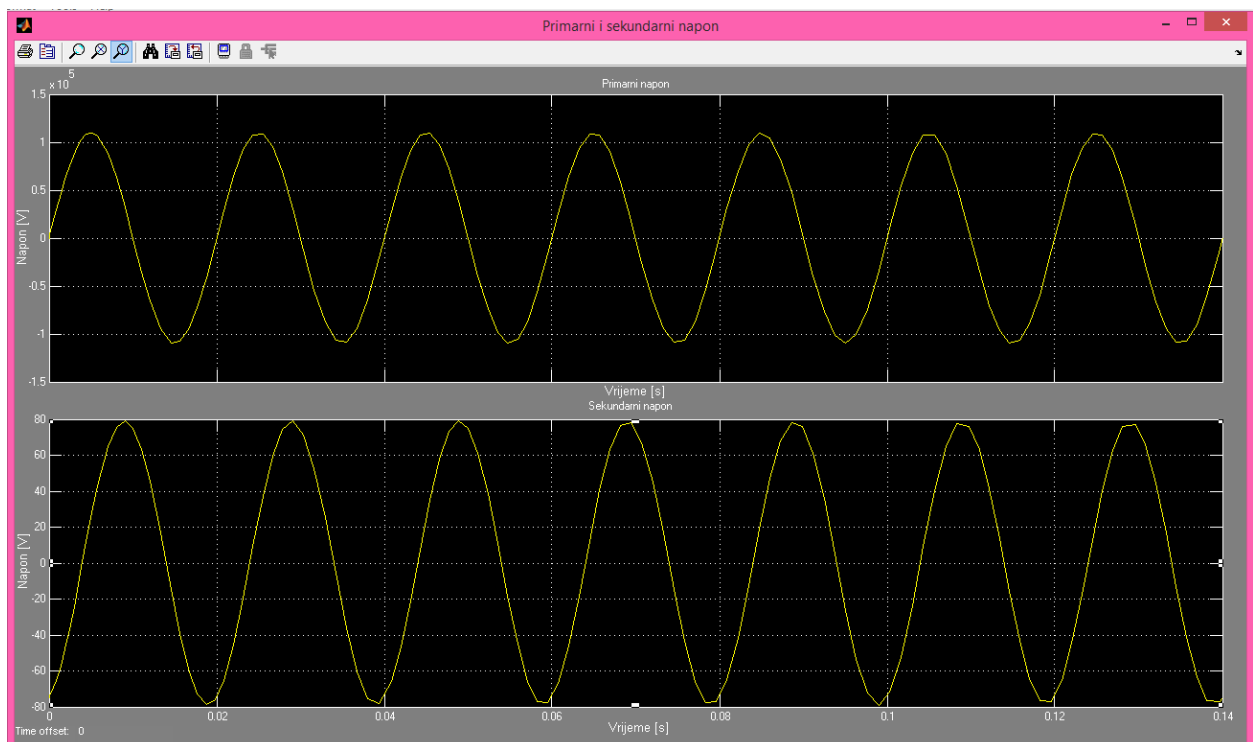 Primarni i sekundarni napon
x 10^5
Primarni napon
1.5
1
0.5
0
-0.5
-1
-1.5
Napon [V]
Vrijeme [s]
Sekundarni napon
80
60
40
20
0
-20
-40
-60
-80
Napon [V]
0 0.02 0.04 0.06 0.08 0.1 0.12 0.14
Time offset: 0
Vrijeme [s]